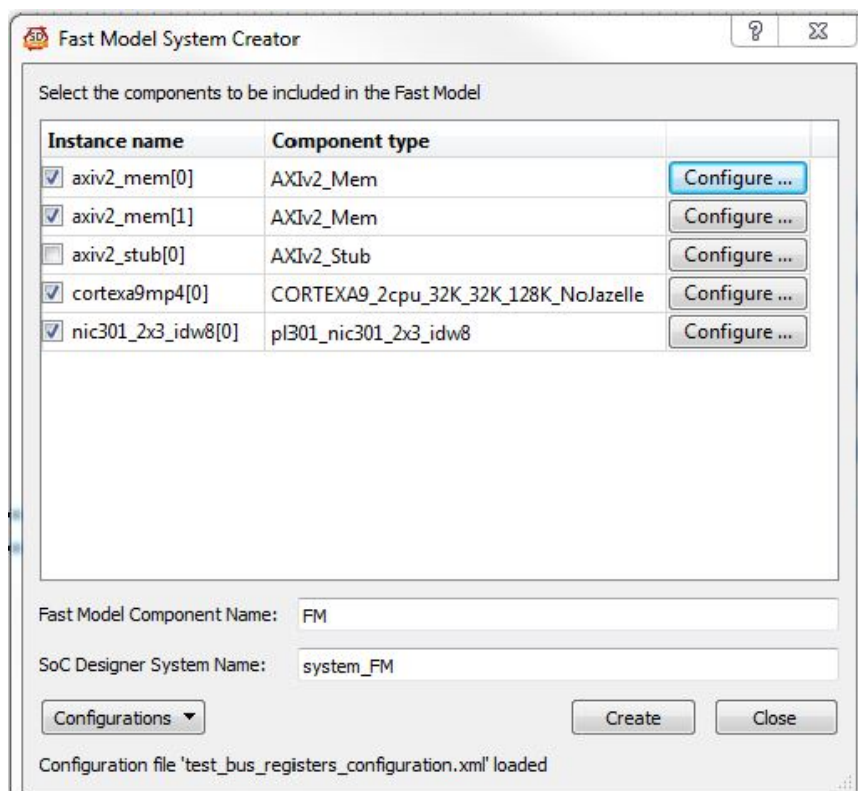 Fast Model System Creator
Select the components to be included in the Fast Model
Instance name Component type
axiv2_mem[0] AXIv2_Mem Configure ...
axiv2_mem[1] AXIv2_Mem Configure ...
axiv2_stub[0] AXIv2_Stub Configure ...
cortexa9mp4[0] CORTEXA9_2cpu_32K_32K_128K_NoJazelle Configure ...
nic301_2x3_idw8[0] pl301_nic301_2x3_idw8 Configure ...
Fast Model Component Name: FM
SoC Designer System Name: system_FM
Configurations Create Close
Configuration file 'test_bus_registers_configuration.xml' loaded